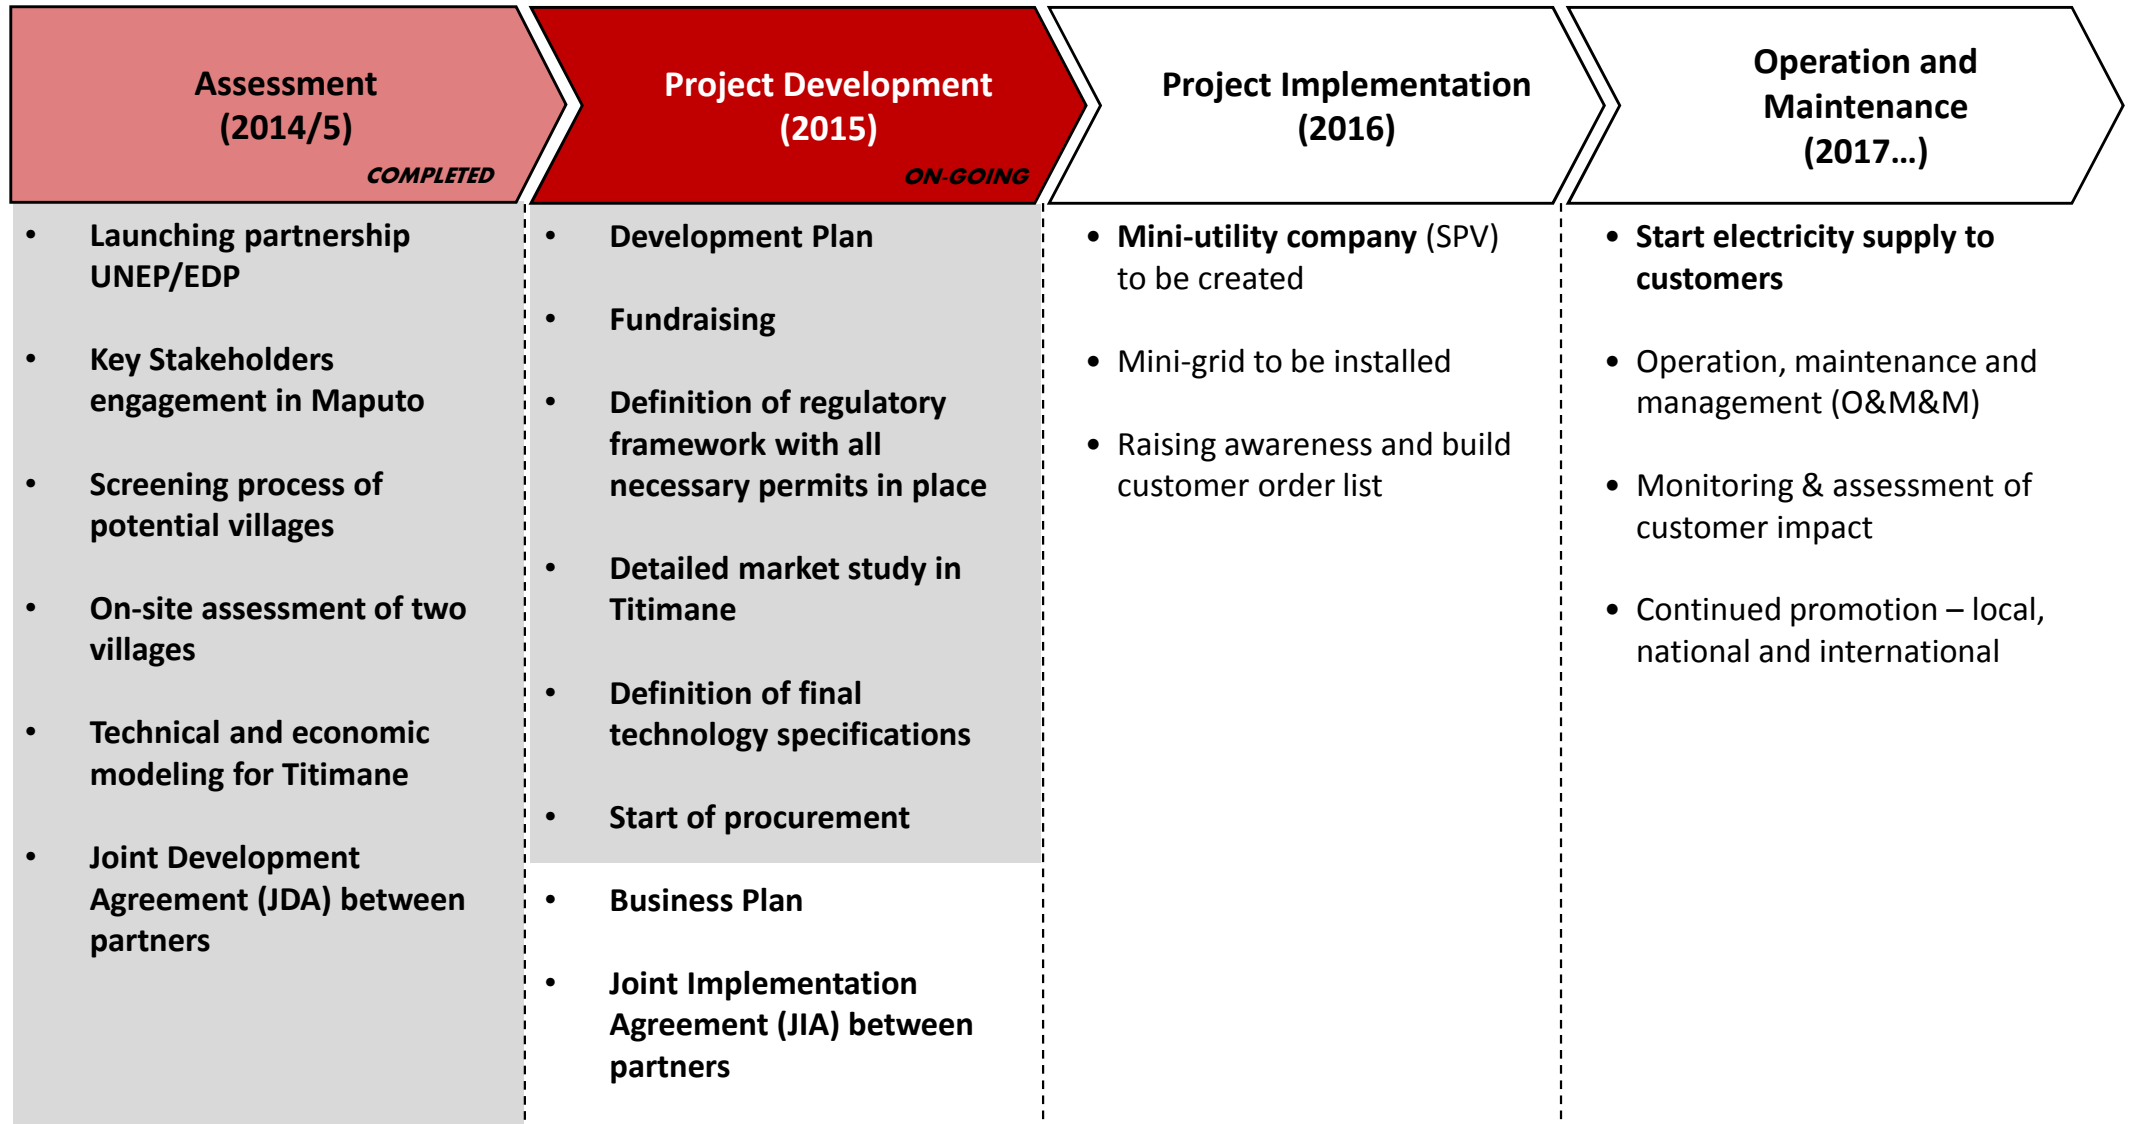 Assessment
(2014/5)
COMPLETED
• Launching partnership
UNEP/EDP
• Key Stakeholders
engagement in Maputo
• Screening process of
potential villages
• On-site assessment of two
villages
• Technical and economic
modeling for Titimane
• Joint Development
Agreement (JDA) between
partners
Project Development
(2015)
ON-GOING
• Development Plan
• Fundraising
• Definition of regulatory
framework with all
necessary permits in place
• Detailed market study in
Titimane
• Definition of final
technology specifications
• Start of procurement
• Business Plan
• Joint Implementation
Agreement (JIA) between
partners
Project Implementation
(2016)
• Mini-utility company (SPV)
to be created
• Mini-grid to be installed
• Raising awareness and build
customer order list
Operation and
Maintenance
(2017…)
• Start electricity supply to
customers
• Operation, maintenance and
management (O&M&M)
• Monitoring & assessment of
customer impact
• Continued promotion – local,
national and international